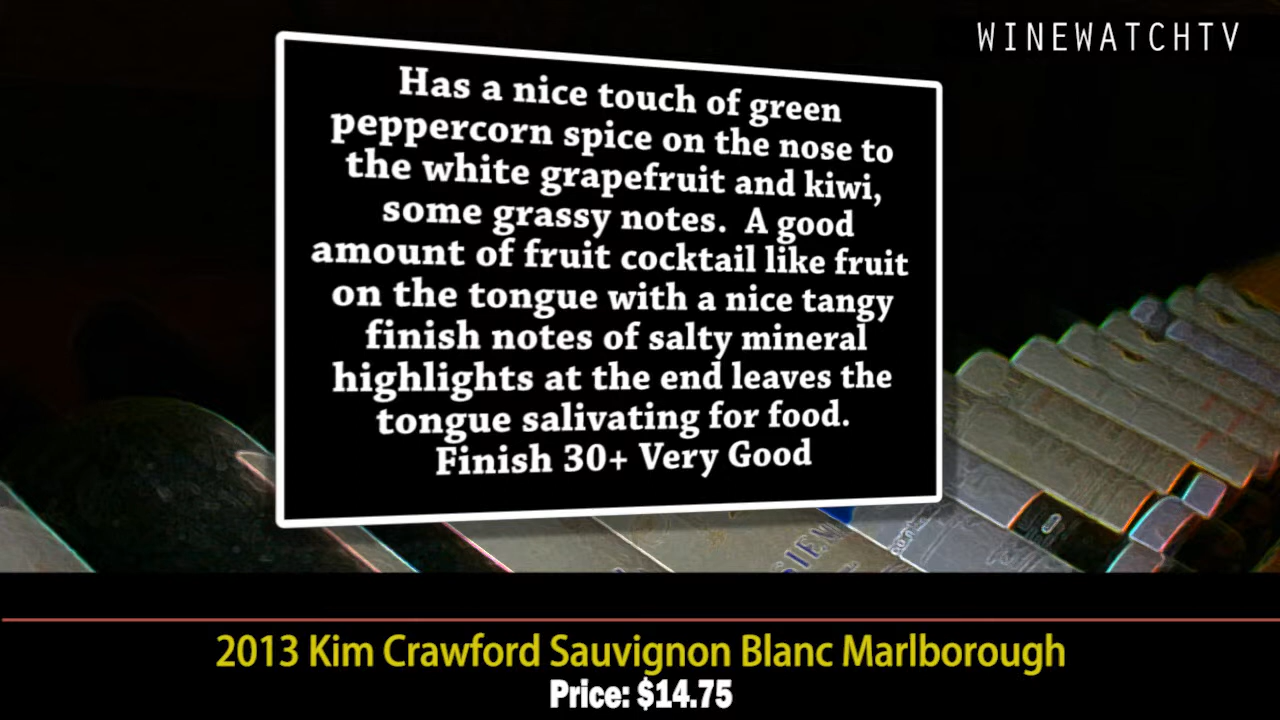 WINEWATCHTV
Has a nice touch of green
peppercorn spice on the nose to
the white grapefruit and kiwi,
some grassy notes.  A good
amount of fruit cocktail like fruit
on the tongue with a nice tangy
finish notes of salty mineral
highlights at the end leaves the
tongue salivating for food.
Finish 30+ Very Good
2013 Kim Crawford Sauvignon Blanc Marlborough
Price: $14.75